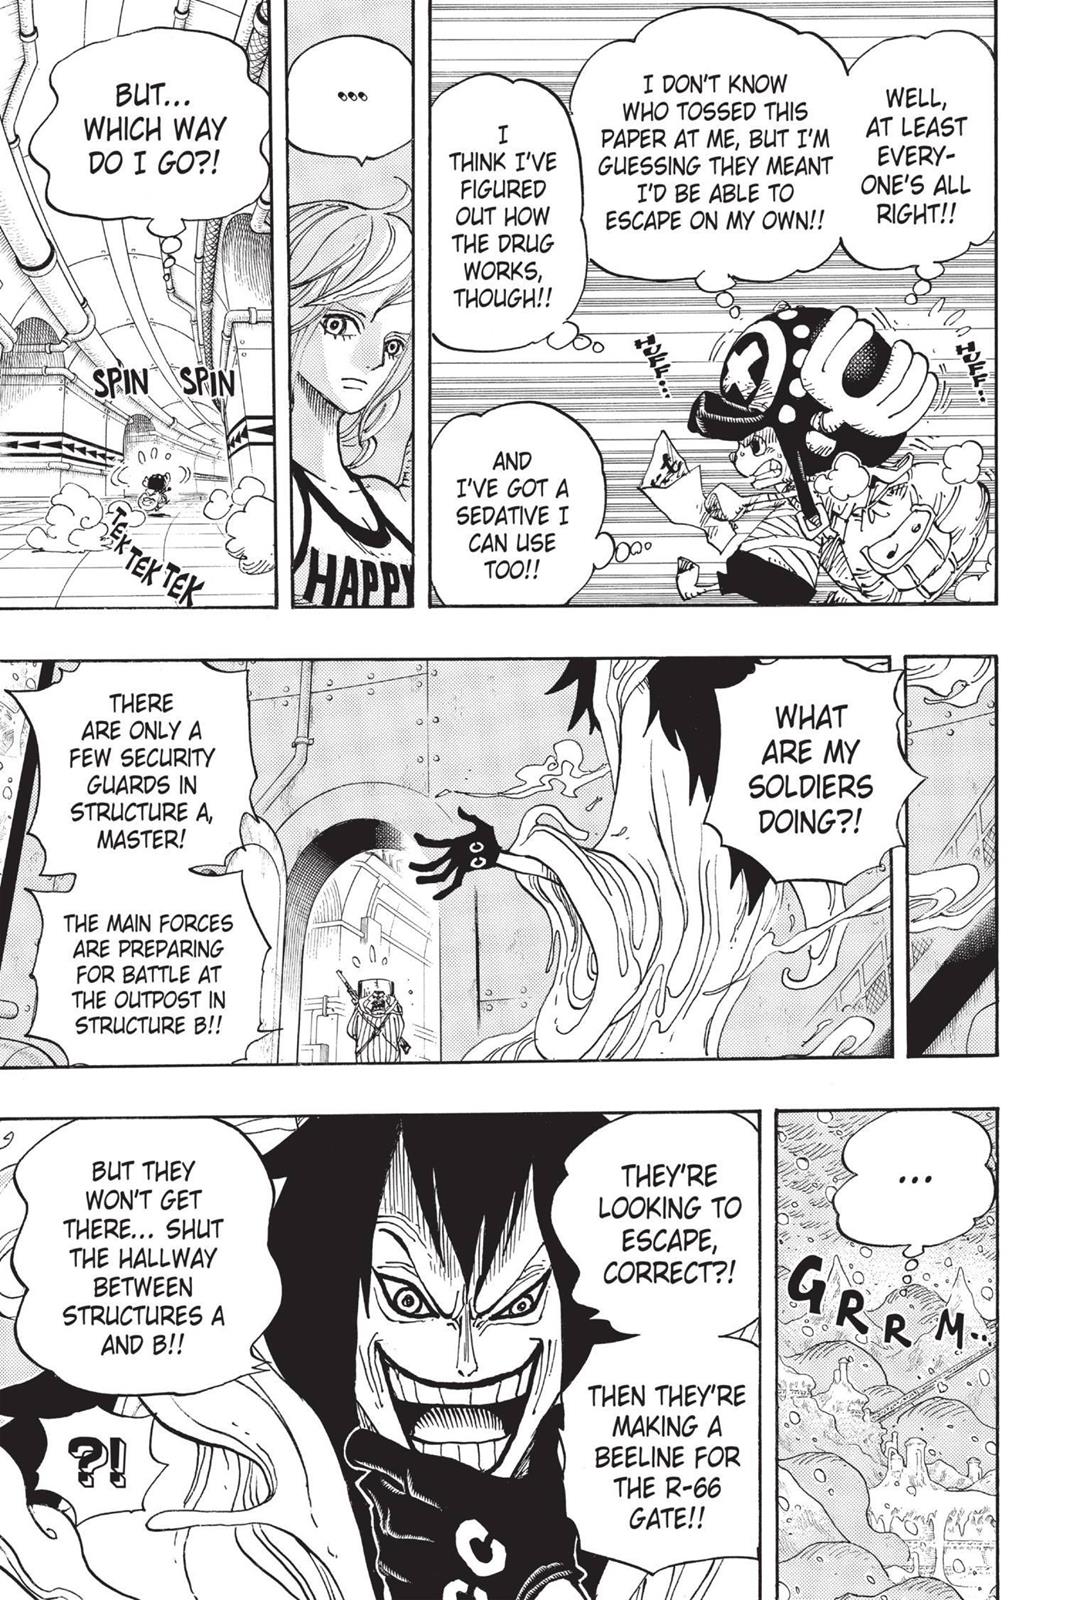 WELL,
AT LEAST
EVERY-
ONE'S ALL
RIGHT!!
I DON'T KNOW
WHO TOSSED THIS
PAPER AT ME, BUT I'M
GUESSING THEY MEANT
I'D BE ABLE TO
ESCAPE ON MY OWN!!
I
THINK I'VE
FIGURED
OUT HOW
THE DRUG
WORKS,
THOUGH!!
HUFF...
HUFF...
AND
I'VE GOT A
SEDATIVE I
CAN USE
TOO!!
...
HAPPY
BUT...
WHICH WAY
DO I GO?!
SPIN SPIN
TEK TEK TEK
WHAT
ARE MY
SOLDIERS
DOING?!
CC
THERE
ARE ONLY A
FEW SECURITY
GUARDS IN
STRUCTURE A,
MASTER!
THE MAIN FORCES
ARE PREPARING
FOR BATTLE AT
THE OUTPOST IN
STRUCTURE B!!
...
GRRM..
THEY'RE
LOOKING TO
ESCAPE,
CORRECT?!
THEN THEY'RE
MAKING A
BEELINE FOR
THE R-66
GATE!!
BUT THEY
WON'T GET
THERE... SHUT
THE HALLWAY
BETWEEN
STRUCTURES A
AND B!!
?!
C
C